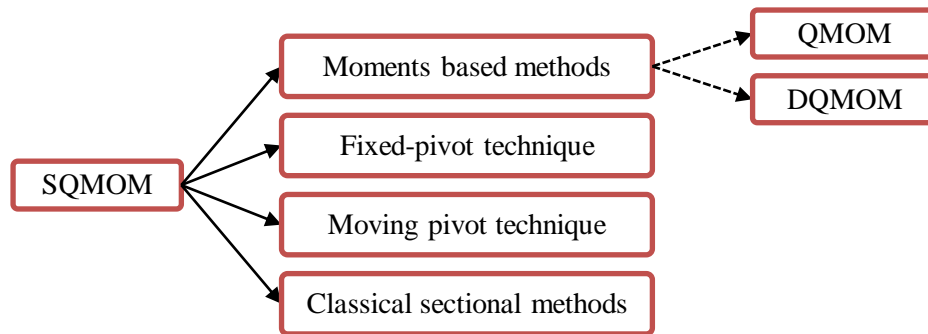 QMOM
Moments based methods
DQMOM
Fixed-pivot technique
SQMOM
Moving pivot technique
Classical sectional methods